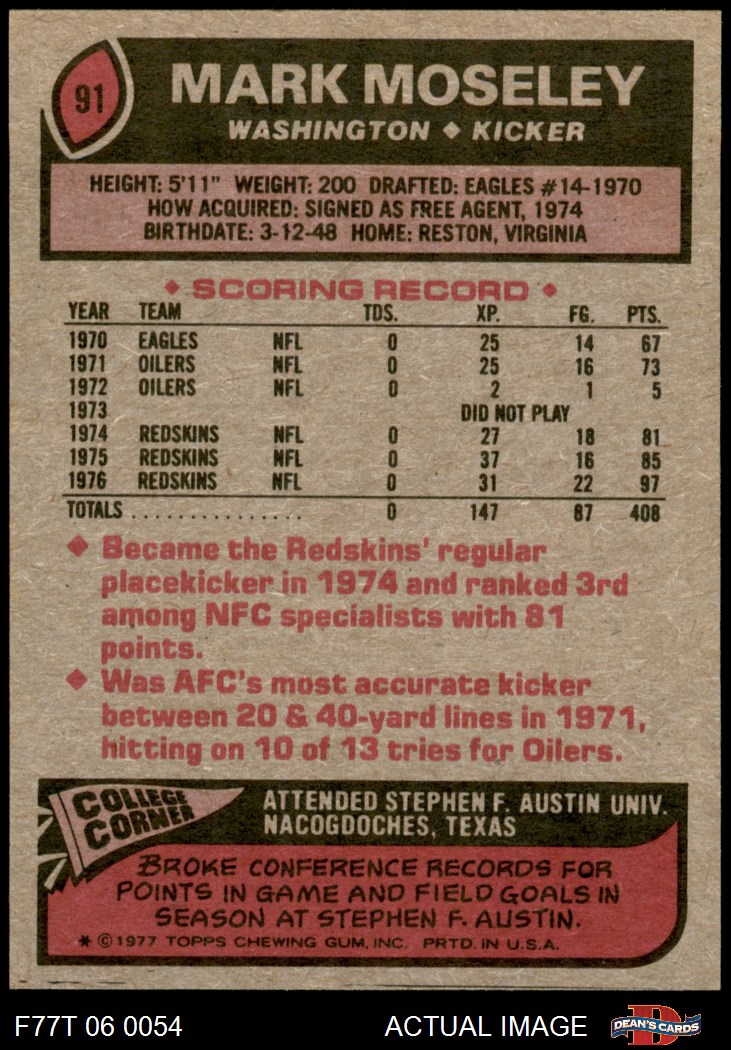 91
MARK MOSELEY
WASHINGTON ◆ KICKER
HEIGHT: 5'11" WEIGHT: 200 DRAFTED: EAGLES #14-1970
HOW ACQUIRED: SIGNED AS FREE AGENT, 1974
BIRTHDATE: 3-12-48 HOME: RESTON, VIRGINIA
◆ SCORING RECORD ◆
YEAR TEAM TDS. XP. FG. PTS.
1970 EAGLES NFL 0 25 14 67
1971 OILERS NFL 0 25 16 73
1972 OILERS NFL 0 2 1 5
1973 DID NOT PLAY
1974 REDSKINS NFL 0 27 18 81
1975 REDSKINS NFL 0 37 16 85
1976 REDSKINS NFL 0 31 22 97
TOTALS ................ 0 147 87 408
◆ Became the Redskins' regular
placekicker in 1974 and ranked 3rd
among NFC specialists with 81
points.
◆ Was AFC's most accurate kicker
between 20 & 40-yard lines in 1971,
hitting on 10 of 13 tries for Oilers.
COLLEGE
CORNER
ATTENDED STEPHEN F. AUSTIN UNIV.
NACOGDOCHES, TEXAS
BROKE CONFERENCE RECORDS FOR
POINTS IN GAME AND FIELD GOALS IN
SEASON AT STEPHEN F. AUSTIN.
* ©1977 TOPPS CHEWING GUM, INC. PRTD. IN U.S.A.
F77T 06 0054 ACTUAL IMAGE
D
DEAN'S CARDS